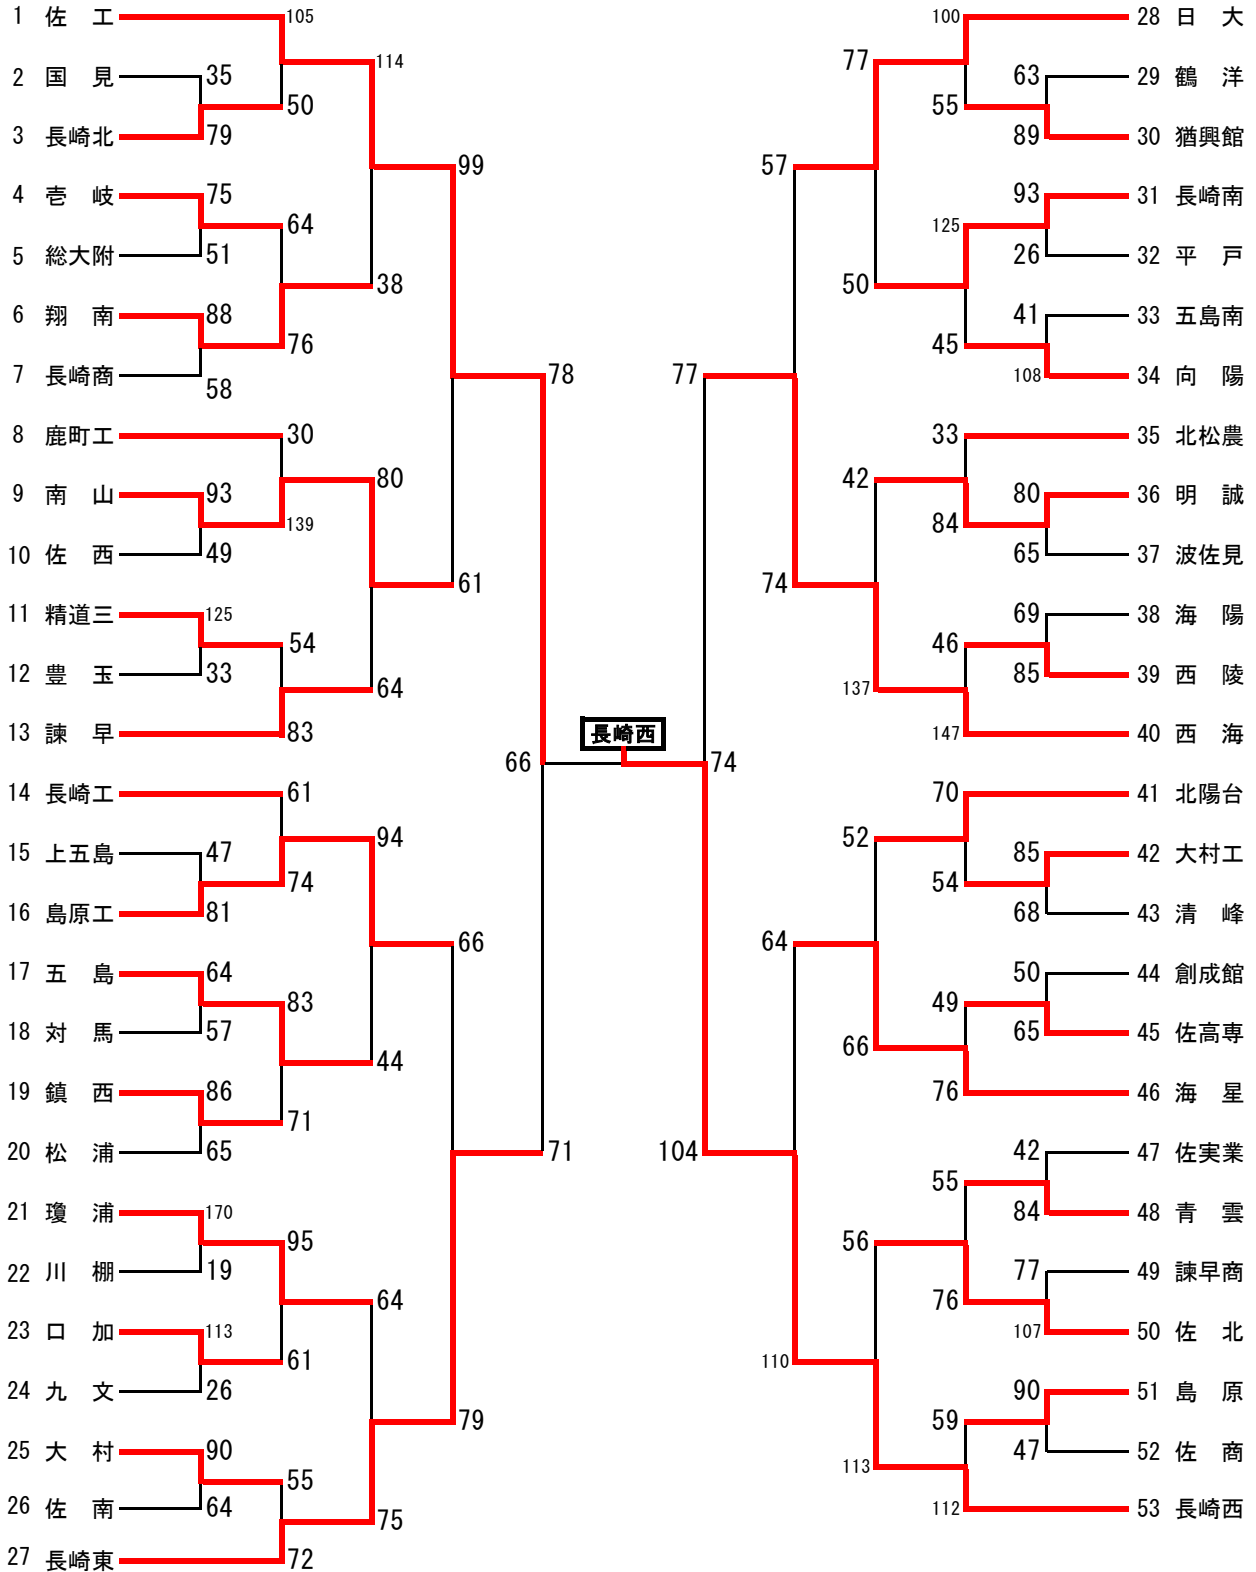 1 佐 工 105 100 28 日 大
114 77
2 国 見 35 63 29 鶴 洋
50 55
3 長崎北 79 89 30 猶興館
99 57
4 壱 岐 75 93 31 長崎南
64 125
5 総大附 51 26 32 平 戸
38 50
6 翔 南 88 41 33 五島南
76 45
7 長崎商 58 108 34 向 陽
78 77
8 鹿町工 30 33 35 北松農
80 42
9 南 山 93 80 36 明 誠
139 84
10 佐 西 49 65 37 波佐見
61 74
11 精道三 125 69 38 海 陽
54 46
12 豊 玉 33 85 39 西 陵
64 137
13 諫 早 83 長崎西 147 40 西 海
66 74
14 長崎工 61 70 41 北陽台
94 52
15 上五島 47 85 42 大村工
74 54
16 島原工 81 68 43 清 峰
66 64
17 五 島 64 50 44 創成館
83 49
18 対 馬 57 65 45 佐高専
44 66
19 鎮 西 86 76 46 海 星
71
20 松 浦 65 71 104 42 47 佐実業
55
21 瓊 浦 170 84 48 青 雲
95 56
22 川 棚 19 77 49 諫早商
64 76
23 口 加 113 107 50 佐 北
61 110
24 九 文 26 90 51 島 原
79 59
25 大 村 90 47 52 佐 商
55 113
26 佐 南 64 112 53 長崎西
75
27 長崎東 72